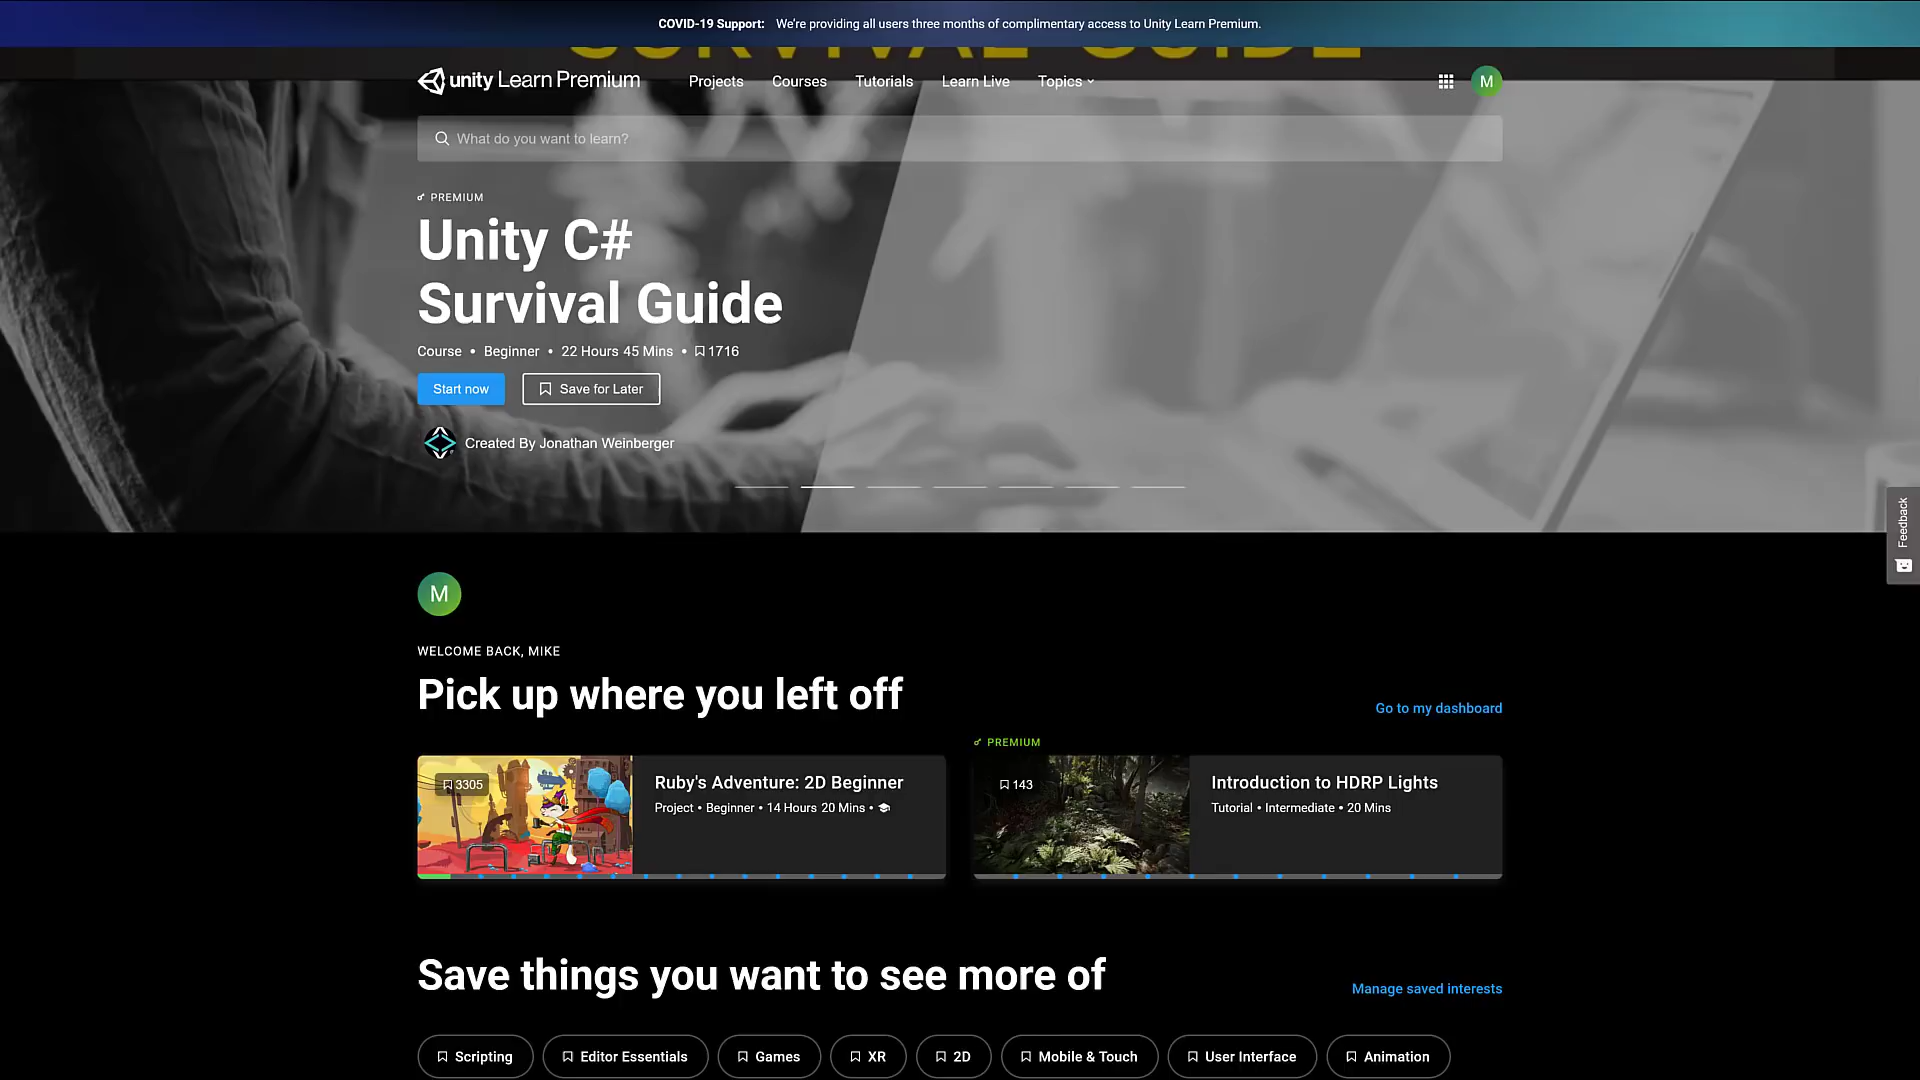 COVID-19 Support: We're providing all users three months of complimentary access to Unity Learn Premium.
SURVIVAL GUIDE
unity Learn Premium Projects Courses Tutorials Learn Live Topics M
What do you want to learn?
PREMIUM
Unity C#
Survival Guide
Course • Beginner • 22 Hours 45 Mins • 1716
Start now Save for Later
Created By Jonathan Weinberger
Feedback
M
WELCOME BACK, MIKE
Pick up where you left off
Go to my dashboard
PREMIUM
3305 Ruby's Adventure: 2D Beginner
Project • Beginner • 14 Hours 20 Mins •
143 Introduction to HDRP Lights
Tutorial • Intermediate • 20 Mins
Save things you want to see more of
Manage saved interests
Scripting Editor Essentials Games XR 2D Mobile & Touch User Interface Animation